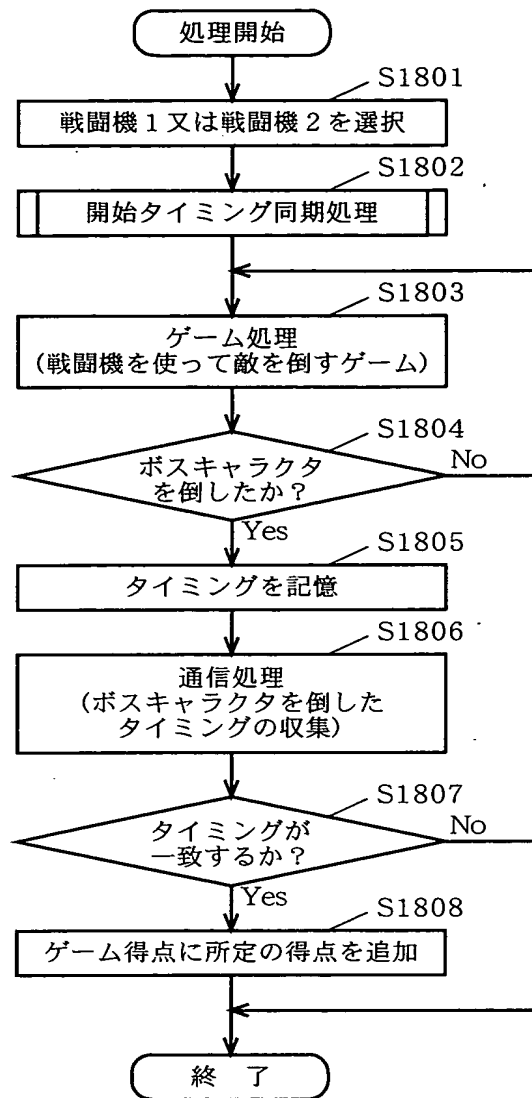 処理開始
S1801
戦闘機1又は戦闘機2を選択
S1802
開始タイミング同期処理
S1803
ゲーム処理
(戦闘機を使って敵を倒すゲーム)
S1804
ボスキャラクタ
を倒したか?
No
Yes
S1805
タイミングを記憶
S1806
通信処理
(ボスキャラクタを倒した
タイミングの収集)
S1807
タイミングが
一致するか?
No
Yes
S1808
ゲーム得点に所定の得点を追加
終 了